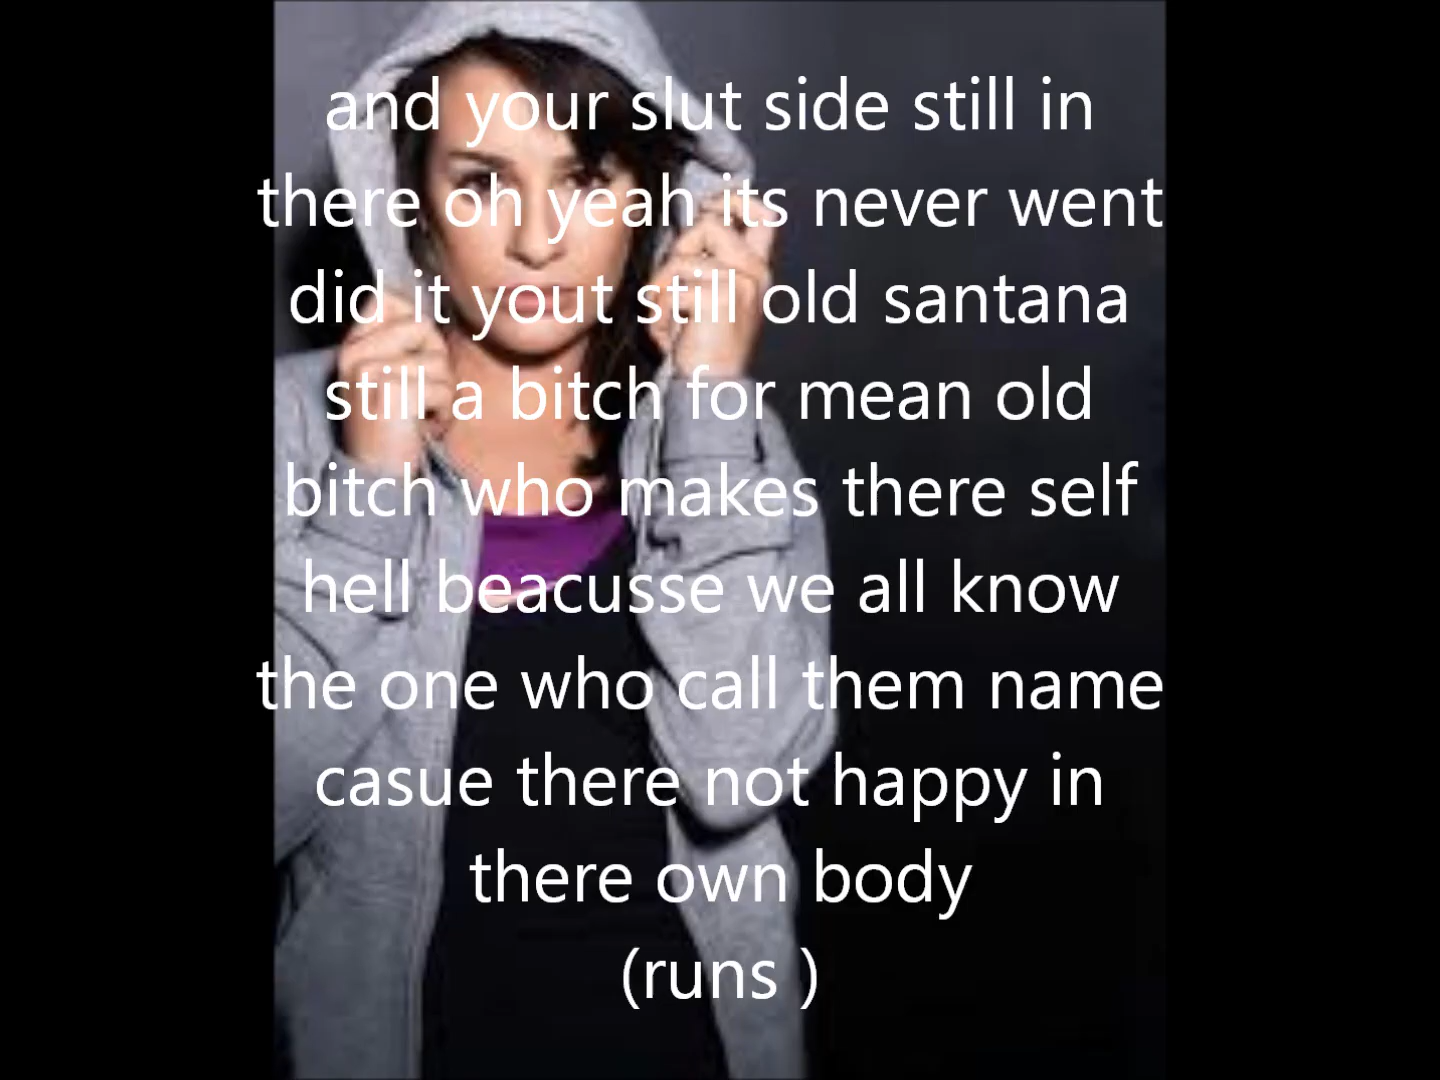 and your slut side still in
there oh yeah its never went
did it yout still old santana
still a bitch for mean old
bitch who makes there self
hell beacusse we all know
the one who call them name
casue there not happy in
there own body
(runs )